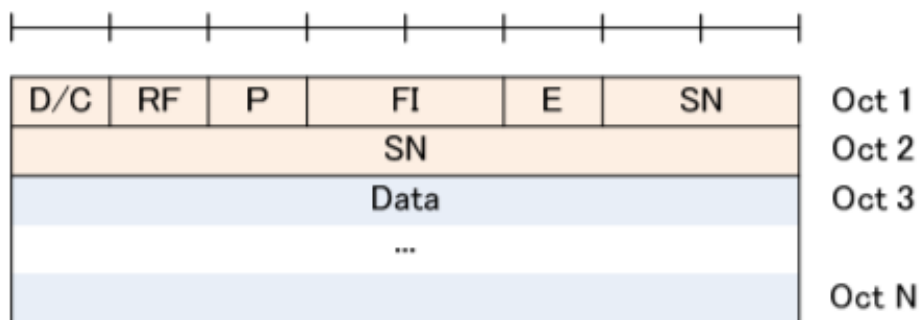 D/C RF P FI E SN Oct 1
SN Oct 2
Data Oct 3
...
Oct N